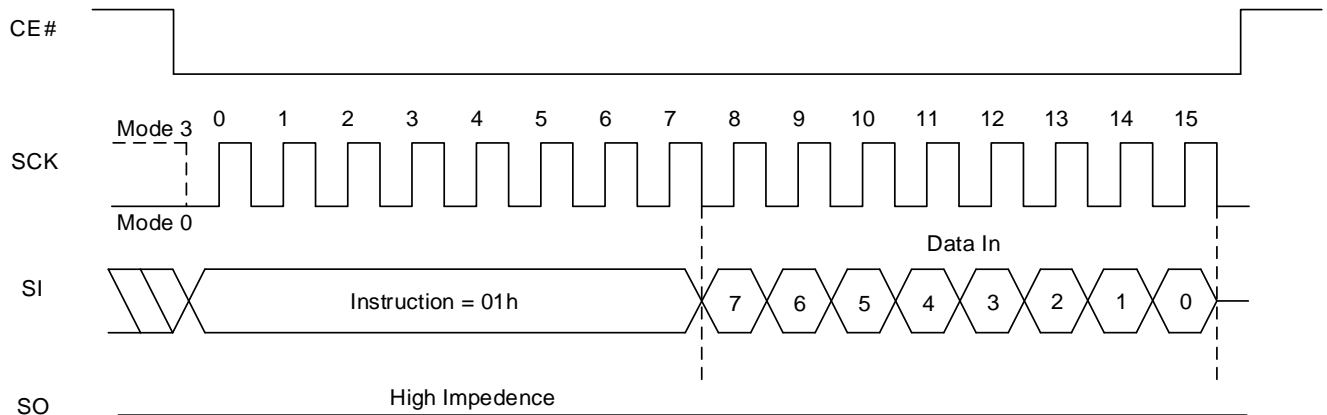 CE#
Mode 3
0 1 2 3 4 5 6 7 8 9 10 11 12 13 14 15
SCK
Mode 0
Data In
SI
Instruction = 01h
7 6 5 4 3 2 1 0
High Impedence
SO